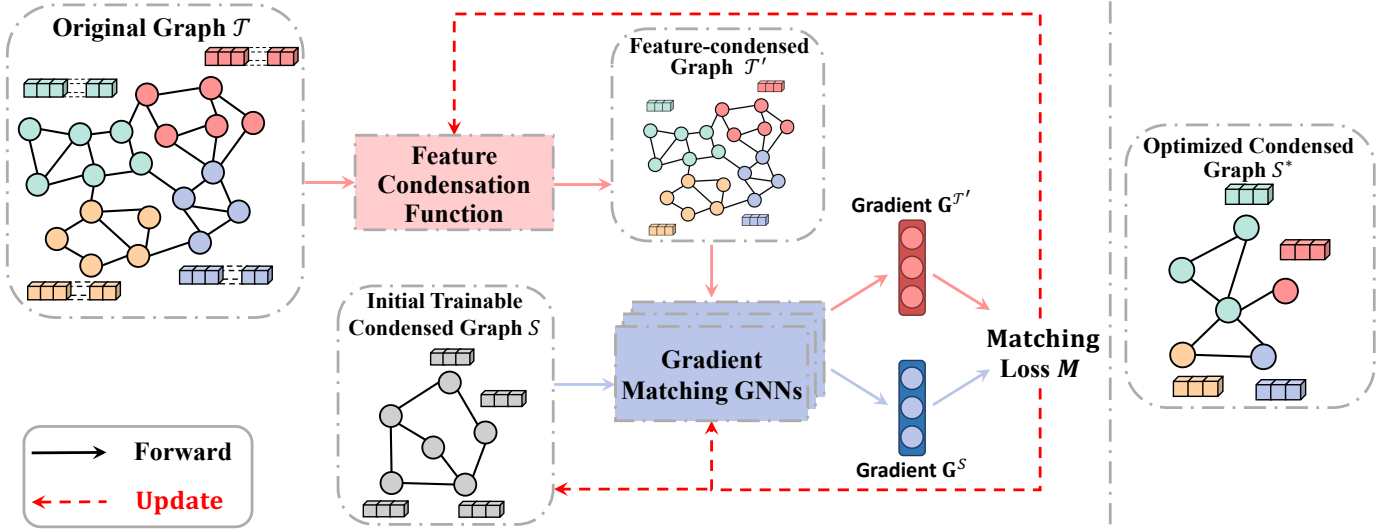 Original Graph 𝒯
Feature
Condensation
Function
Feature-condensed
Graph 𝒯′
Initial Trainable
Condensed Graph S
Gradient
Matching GNNs
Gradient G^𝒯′
Gradient G^S
Matching
Loss M
Optimized Condensed
Graph S*
Forward
Update